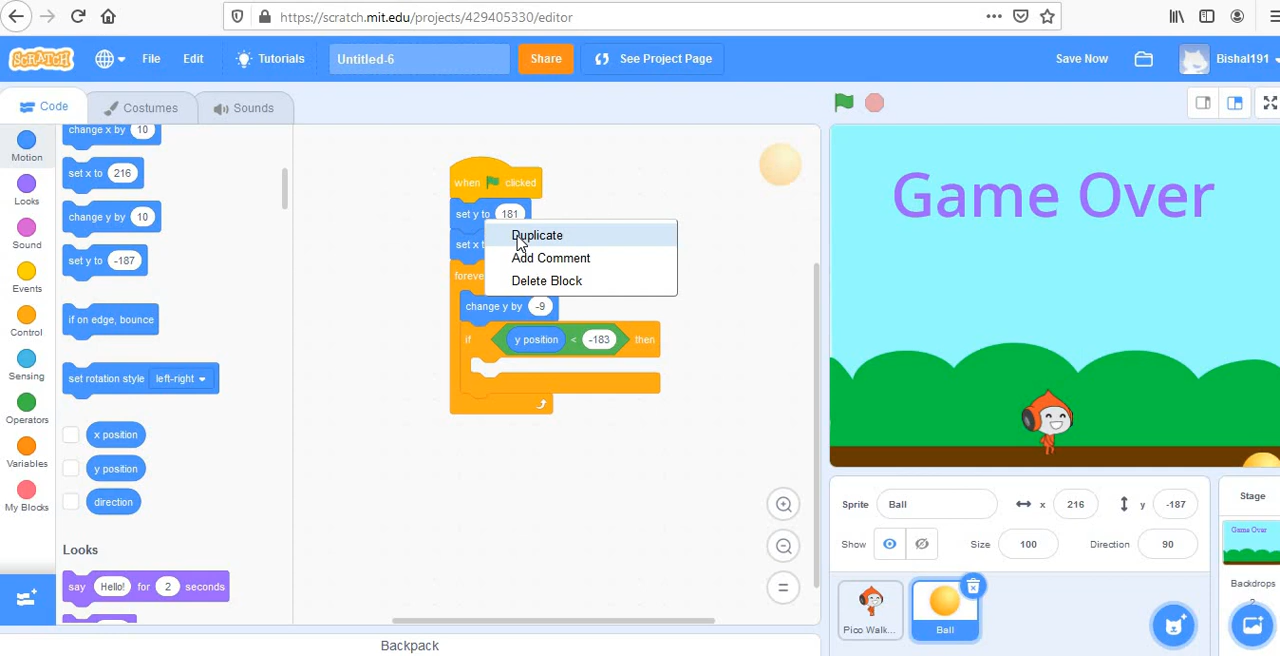 https://scratch.mit.edu/projects/429405330/editor
SCRATCH File Edit Tutorials Untitled-6 Share See Project Page Save Now Bishal191
Code Costumes Sounds
Motion
Looks
Sound
Events
Control
Sensing
Operators
Variables
My Blocks
change x by 10
set x to 216
change y by 10
set y to -187
if on edge, bounce
set rotation style left-right
x position
y position
direction
Looks
say Hello! for 2 seconds
when clicked
set y to 181
set x
forever
Duplicate
Add Comment
Delete Block
change y by -9
if y position < -183 then
Backpack
Game Over
Sprite Ball x 216 y -187
Show Size 100 Direction 90
Pico Walk...
Ball
Stage
Game Over
Backdrops